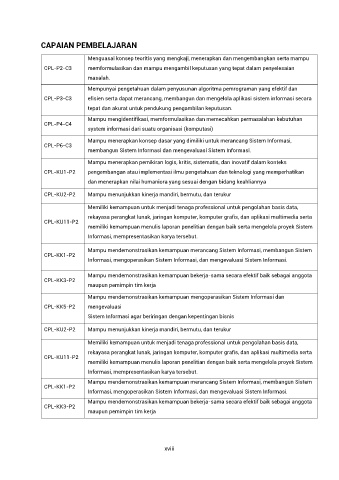 CAPAIAN PEMBELAJARAN
Menguasai konsep teoritis yang mengkaji, menerapkan dan mengembangkan serta mampu
CPL-P2-C3 memformulasikan dan mampu mengambil keputusan yang tepat dalam penyelesaian
masalah.
Mempunyai pengetahuan dalam penyusunan algoritma pemrograman yang efektif dan
CPL-P3-C3 efisien serta dapat merancang, membangun dan mengelola aplikasi sistem informasi secara
tepat dan akurat untuk pendukung pengambilan keputusan.
CPL-P4-C4 Mampu mengidentifikasi, memformulasikan dan memecahkan permasalahan kebutuhan
system informasi dari suatu organisasi (komputasi)
CPL-P6-C3 Mampu menerapkan konsep dasar yang dimiliki untuk merancang Sistem Informasi,
membangun Sistem Informasi dan mengevaluasi Sistem Informasi.
Mampu menerapkan pemikiran logis, kritis, sistematis, dan inovatif dalam konteks
CPL-KU1-P2 pengembangan atau implementasi ilmu pengetahuan dan teknologi yang memperhatikan
dan menerapkan nilai humaniora yang sesuai dengan bidang keahliannya
CPL-KU2-P2 Mampu menunjukkan kinerja mandiri, bermutu, dan terukur
Memiliki kemampuan untuk menjadi tenaga professional untuk pengolahan basis data,
CPL-KU11-P2 rekayasa perangkat lunak, jaringan komputer, komputer grafis, dan aplikasi multimedia serta
memiliki kemampuan menulis laporan penelitian dengan baik serta mengelola proyek Sistem
Informasi, mempresentasikan karya tersebut.
CPL-KK1-P2 Mampu mendemonstrasikan kemampuan merancang Sistem Informasi, membangun Sistem
Informasi, mengoperasikan Sistem Informasi, dan mengevaluasi Sistem Informasi.
CPL-KK3-P2 Mampu mendemonstrasikan kemampuan bekerja-sama secara efektif baik sebagai anggota
maupun pemimpin tim kerja
Mampu mendemonstrasikan kemampuan mengoparasikan Sistem Informasi dan
CPL-KK5-P2 mengevaluasi
Sistem Informasi agar beriringan dengan kepentingan bisnis
CPL-KU2-P2 Mampu menunjukkan kinerja mandiri, bermutu, dan terukur
Memiliki kemampuan untuk menjadi tenaga professional untuk pengolahan basis data,
CPL-KU11-P2 rekayasa perangkat lunak, jaringan komputer, komputer grafis, dan aplikasi multimedia serta
memiliki kemampuan menulis laporan penelitian dengan baik serta mengelola proyek Sistem
Informasi, mempresentasikan karya tersebut.
CPL-KK1-P2 Mampu mendemonstrasikan kemampuan merancang Sistem Informasi, membangun Sistem
Informasi, mengoperasikan Sistem Informasi, dan mengevaluasi Sistem Informasi.
CPL-KK3-P2 Mampu mendemonstrasikan kemampuan bekerja-sama secara efektif baik sebagai anggota
maupun pemimpin tim kerja
xviii